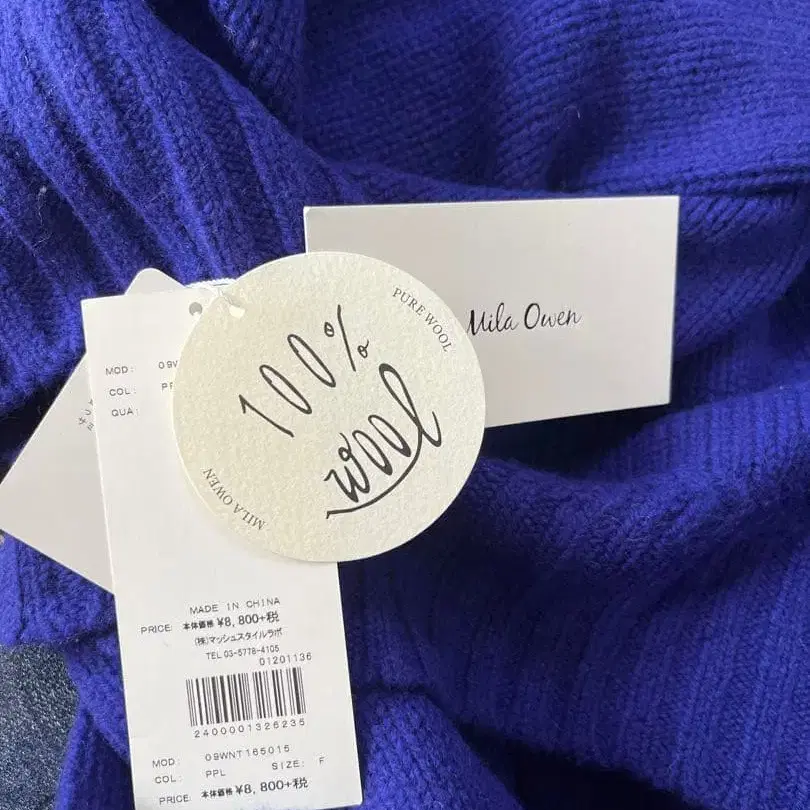 PURE WOOL
100%
wool
MILA OWEN
Mila Owen
MOD: 09W
COL:
QUA:
MADE IN CHINA
PRICE: 本体価格 ¥8,800+税
(株)マッシュスタイルラボ
TEL 03-5778-4105
01201136
2400001326235
MOD: 09WNT165015
COL: PPL SIZE: F
PRICE: 本体価格 ¥8,800+税